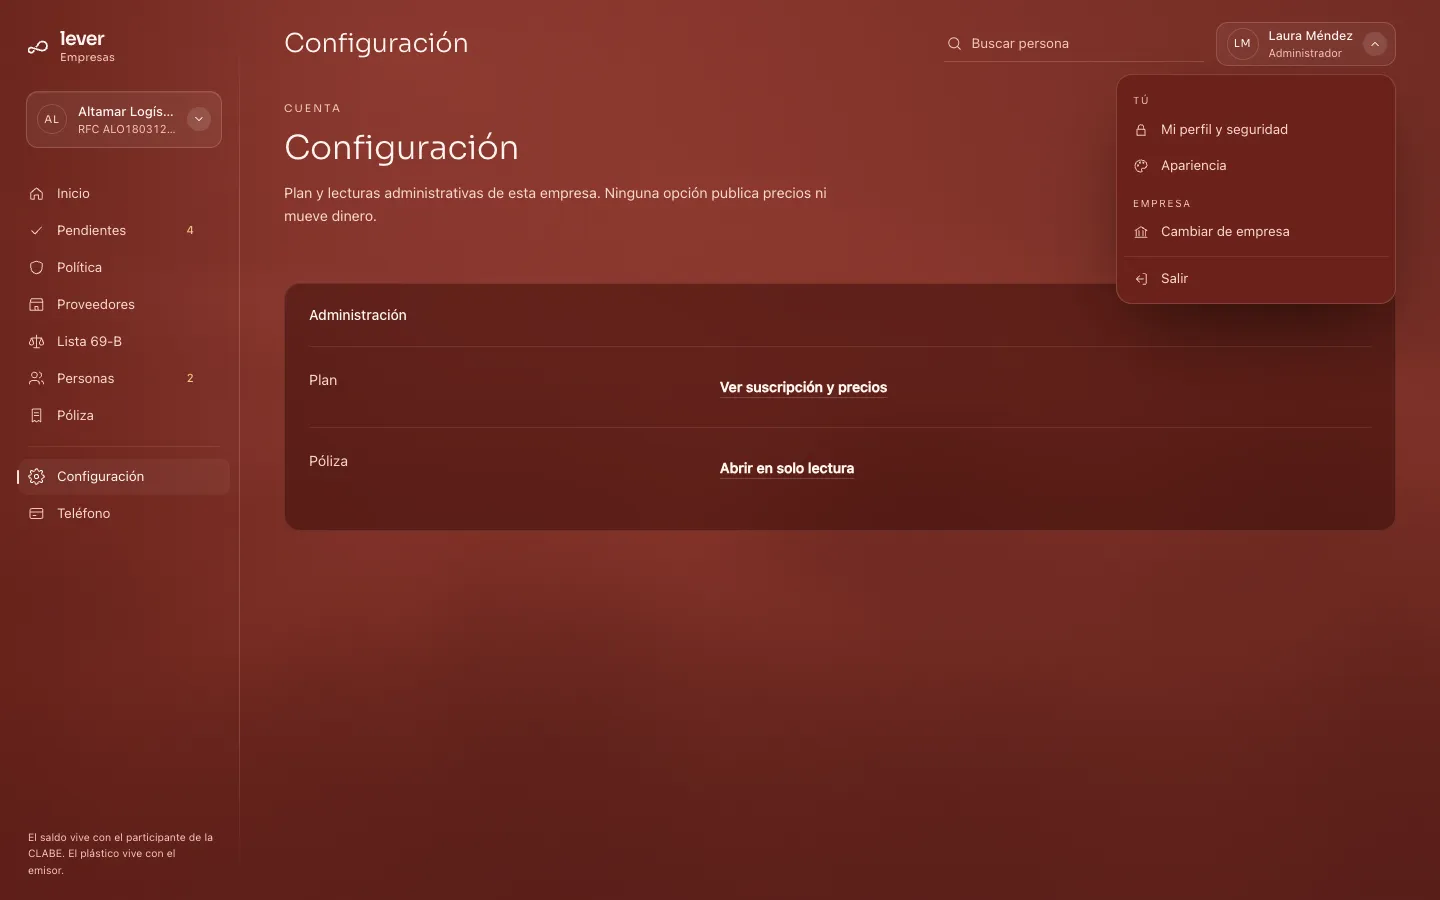 lever
Empresas
AL
Altamar Logís...
RFC ALO180312...
Inicio
Pendientes 4
Política
Proveedores
Lista 69-B
Personas 2
Póliza
Configuración
Teléfono
El saldo vive con el participante de la
CLABE. El plástico vive con el
emisor.
Configuración
Buscar persona
LM
Laura Méndez
Administrador
TÚ
Mi perfil y seguridad
Apariencia
EMPRESA
Cambiar de empresa
Salir
CUENTA
Configuración
Plan y lecturas administrativas de esta empresa. Ninguna opción publica precios ni
mueve dinero.
Administración
Plan
Ver suscripción y precios
Póliza
Abrir en solo lectura